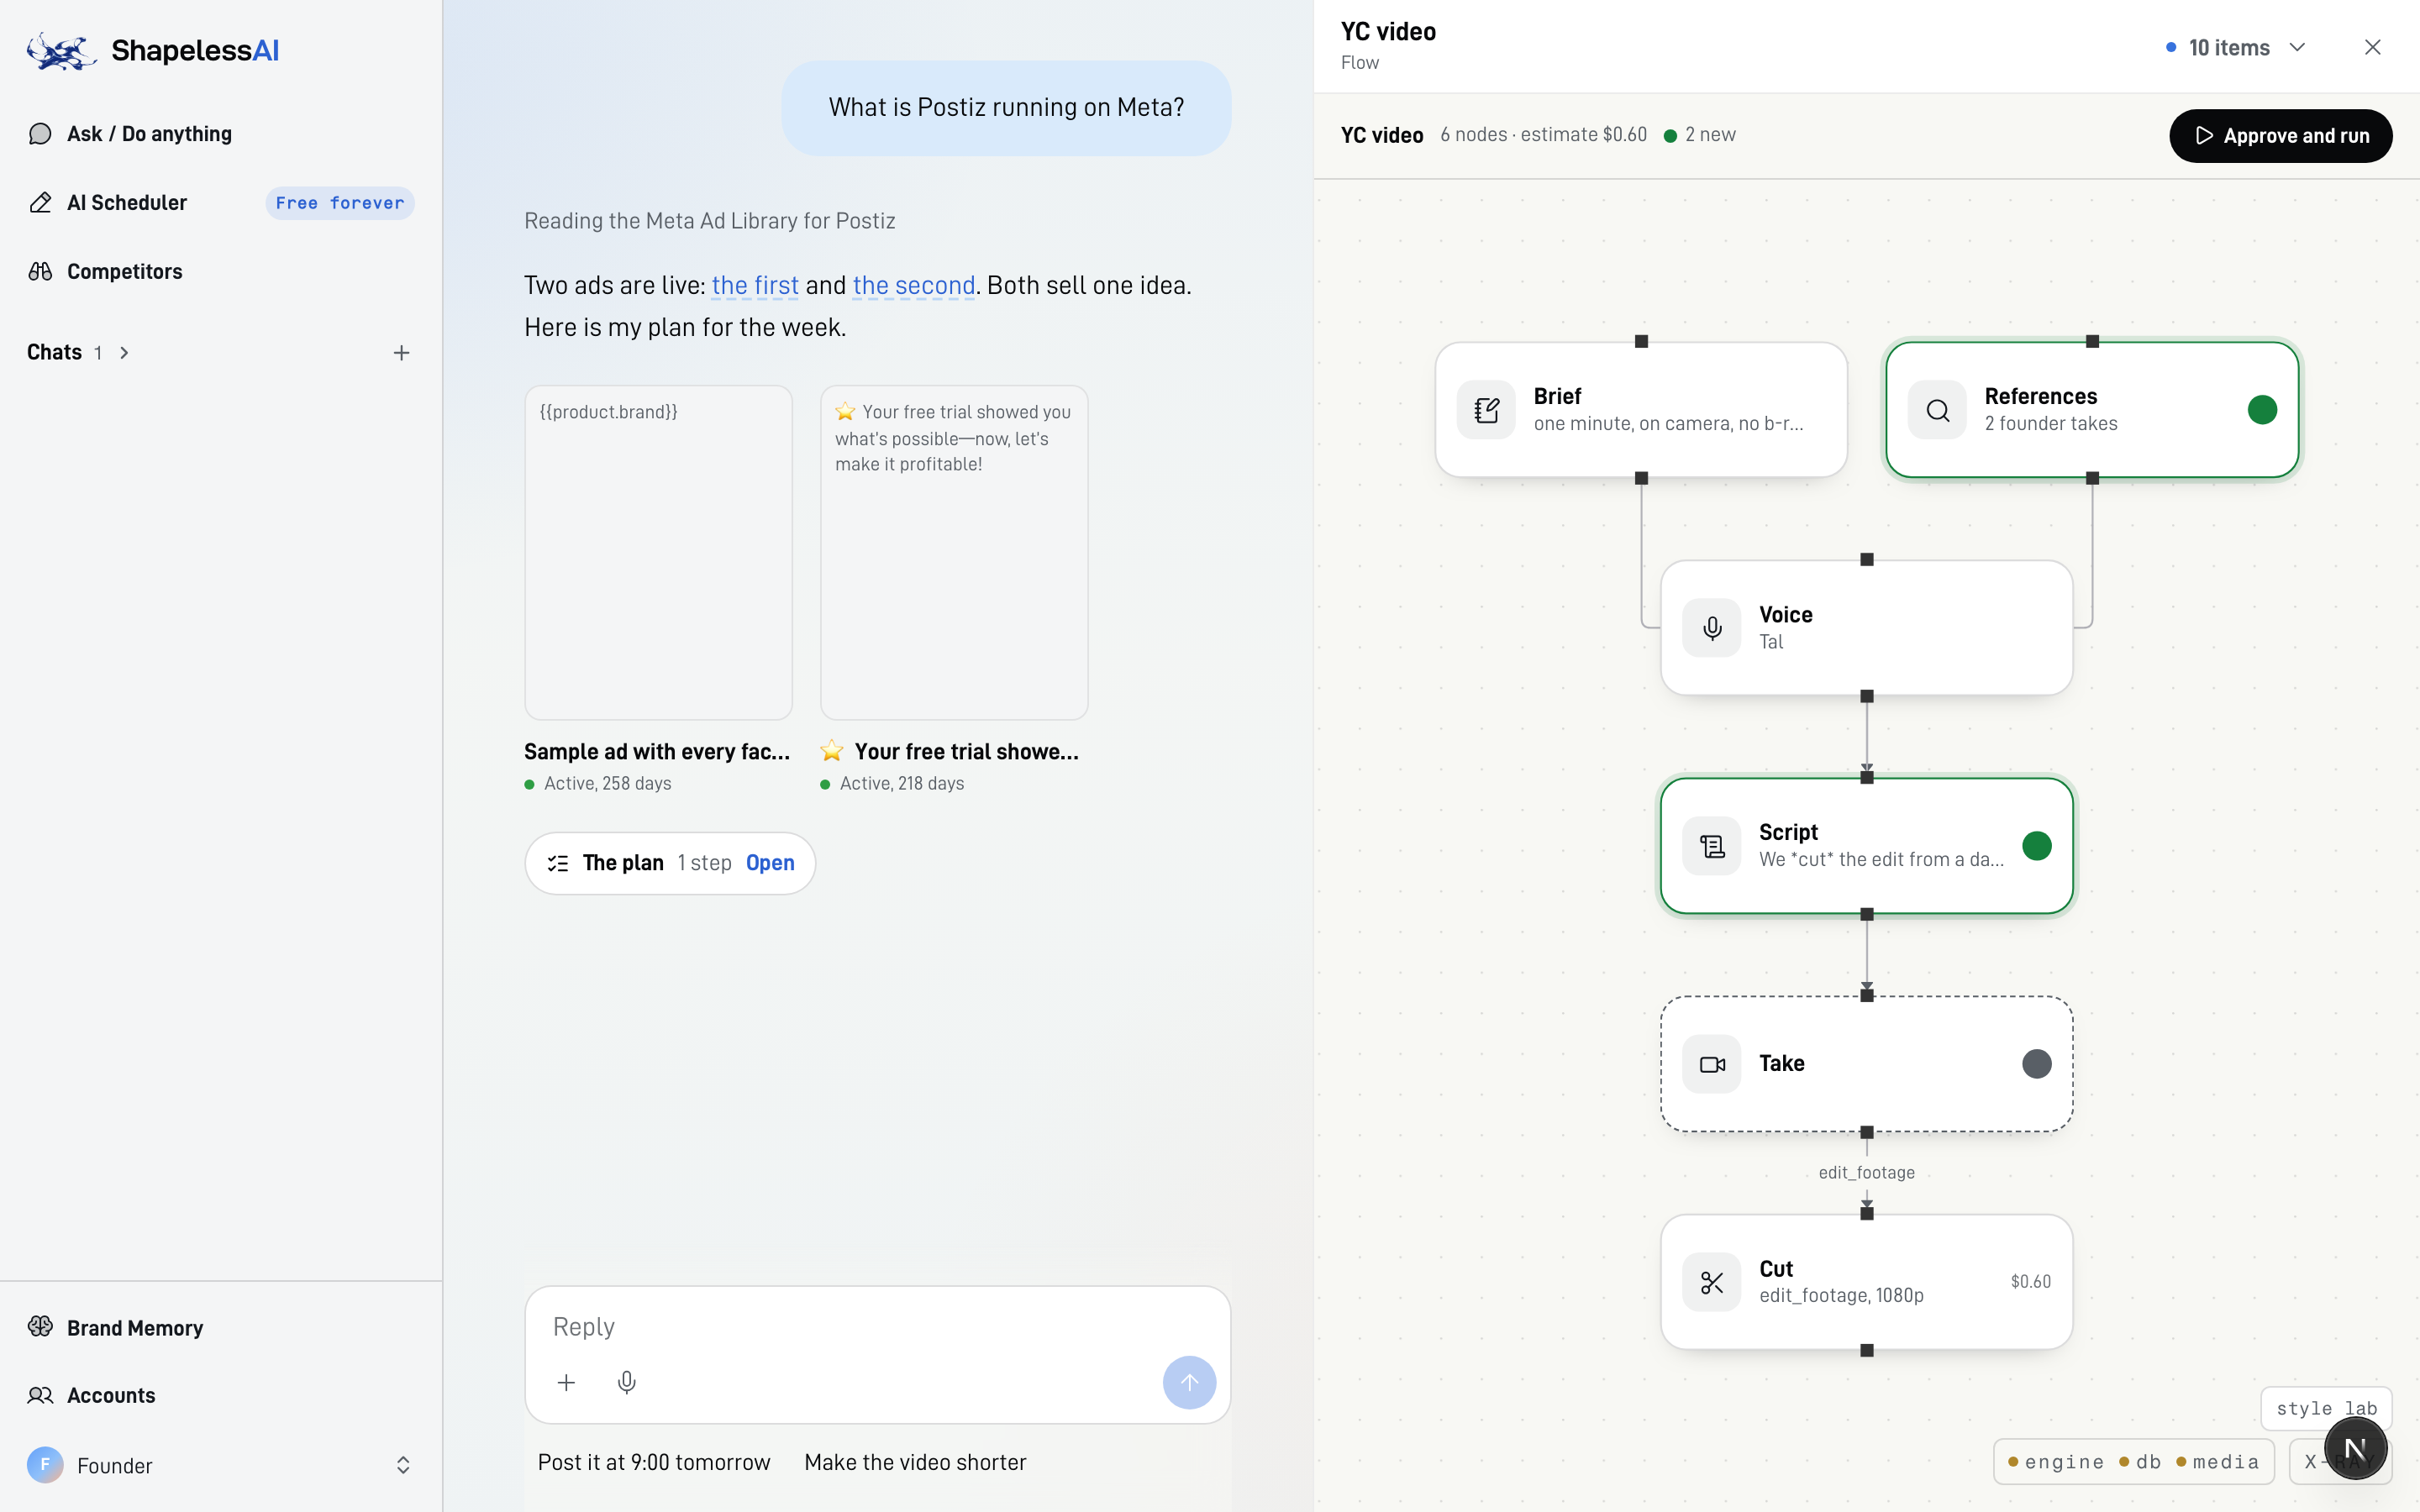 ShapelessAI
Ask / Do anything
AI Scheduler
Free forever
Competitors
Chats 1
Brand Memory
Accounts
F
Founder
What is Postiz running on Meta?
Reading the Meta Ad Library for Postiz
Two ads are live: the first and the second. Both sell one idea.
Here is my plan for the week.
{{product.brand}}
⭐ Your free trial showed you
what's possible—now, let's
make it profitable!
Sample ad with every fac...
Active, 258 days
⭐ Your free trial showe...
Active, 218 days
The plan 1 step Open
Reply
Post it at 9:00 tomorrow
Make the video shorter
YC video
Flow
10 items
YC video 6 nodes · estimate $0.60 2 new
Approve and run
Brief
one minute, on camera, no b-r...
References
2 founder takes
Voice
Tal
Script
We *cut* the edit from a da...
Take
edit_footage
Cut
edit_footage, 1080p
$0.60
style lab
engine db media
N